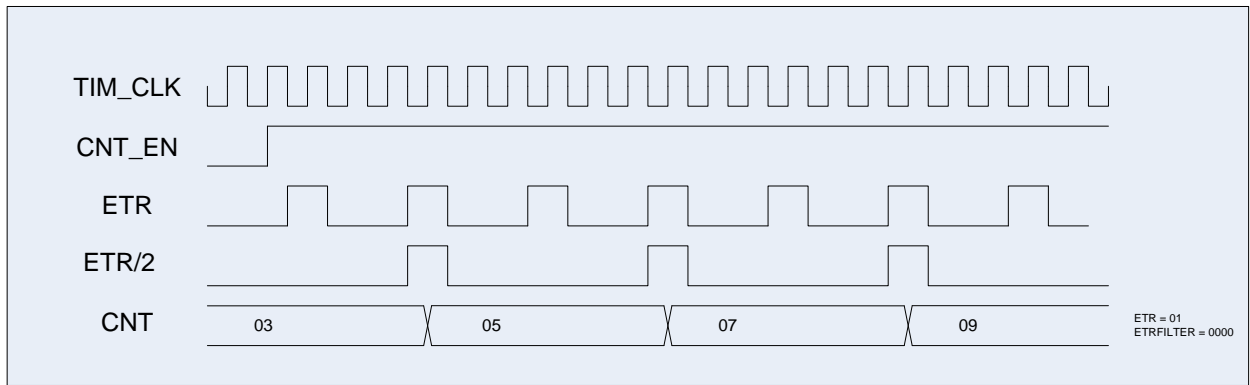 TIM_CLK
CNT_EN
ETR
ETR/2
CNT 03 05 07 09
ETR = 01
ETRFILTER = 0000